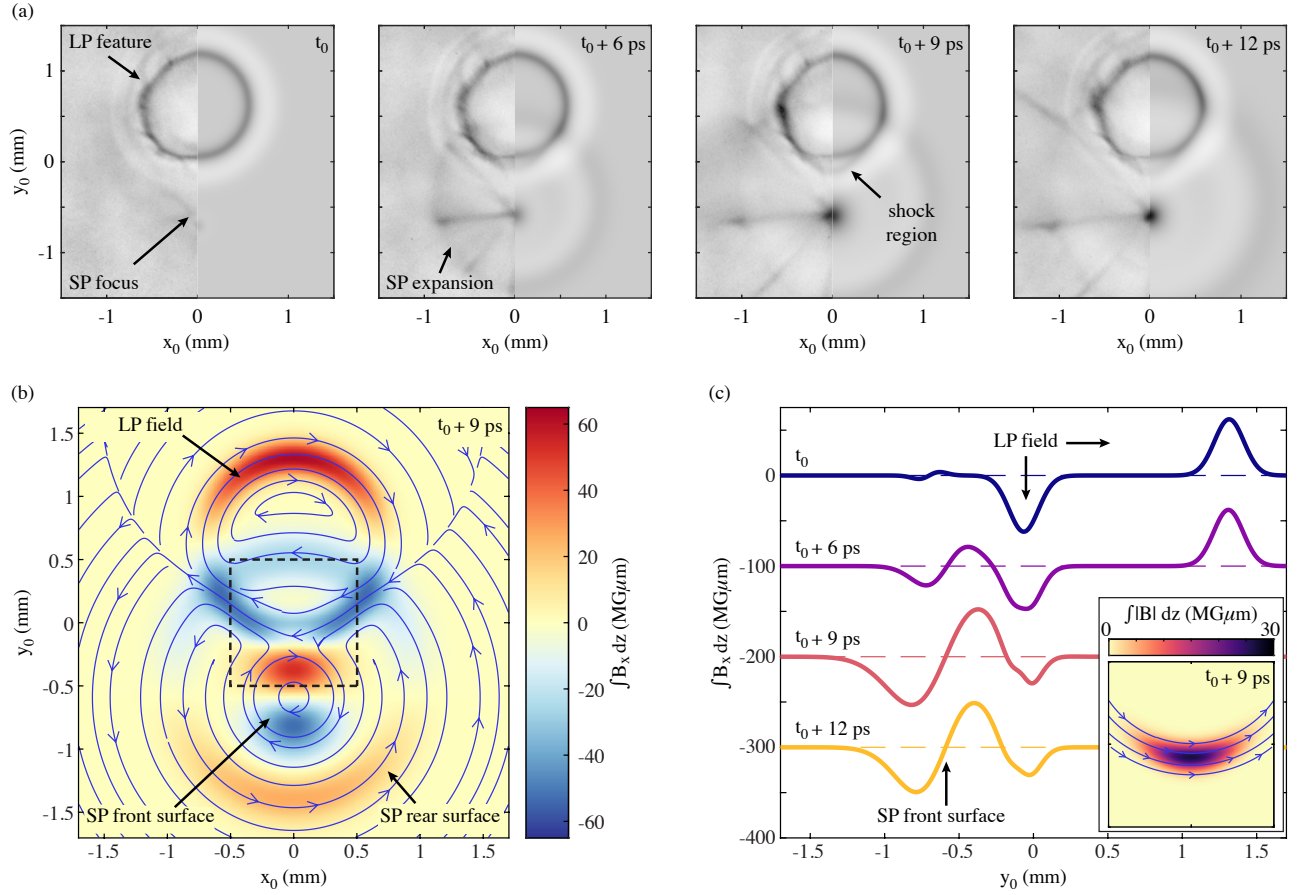 (a)
LP feature
t₀
t₀ + 6 ps
t₀ + 9 ps
t₀ + 12 ps
1
0
-1
y₀ (mm)
SP focus
SP expansion
shock
region
-1 0 1
-1 0 1
-1 0 1
-1 0 1
x₀ (mm)
x₀ (mm)
x₀ (mm)
x₀ (mm)
(b)
t₀ + 9 ps
LP field
1.5
1
0.5
0
-0.5
-1
-1.5
y₀ (mm)
SP front surface
SP rear surface
-1.5 -1 -0.5 0 0.5 1 1.5
x₀ (mm)
60
40
20
0
-20
-40
-60
∫Bₓ dz (MGμm)
(c)
LP field
t₀
t₀ + 6 ps
t₀ + 9 ps
t₀ + 12 ps
SP front surface
0
-100
-200
-300
-400
∫Bₓ dz (MGμm)
-1.5 -1 -0.5 0 0.5 1 1.5
y₀ (mm)
∫|B| dz (MGμm)
0 30
t₀ + 9 ps